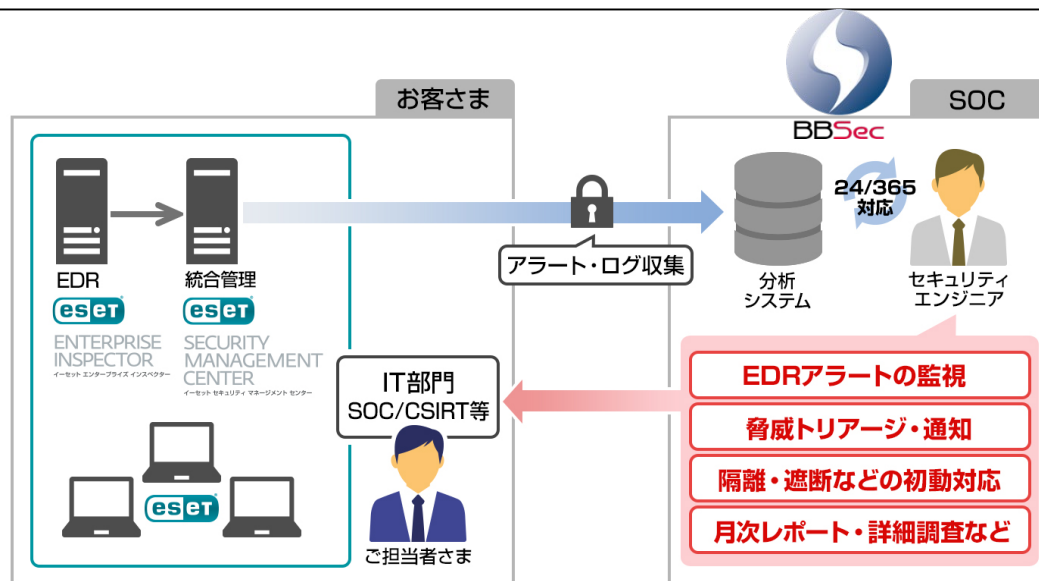 お客さま
BBSec
SOC
EDR
統合管理
eseT
ENTERPRISE
INSPECTOR
イーセット エンタープライズ インスペクター
eseT
SECURITY
MANAGEMENT
CENTER
イーセット セキュリティ マネージメント センター
eseT
アラート・ログ収集
24/365
対応
分析
システム
セキュリティ
エンジニア
IT部門
SOC/CSIRT等
ご担当者さま
EDRアラートの監視
脅威トリアージ・通知
隔離・遮断などの初動対応
月次レポート・詳細調査など